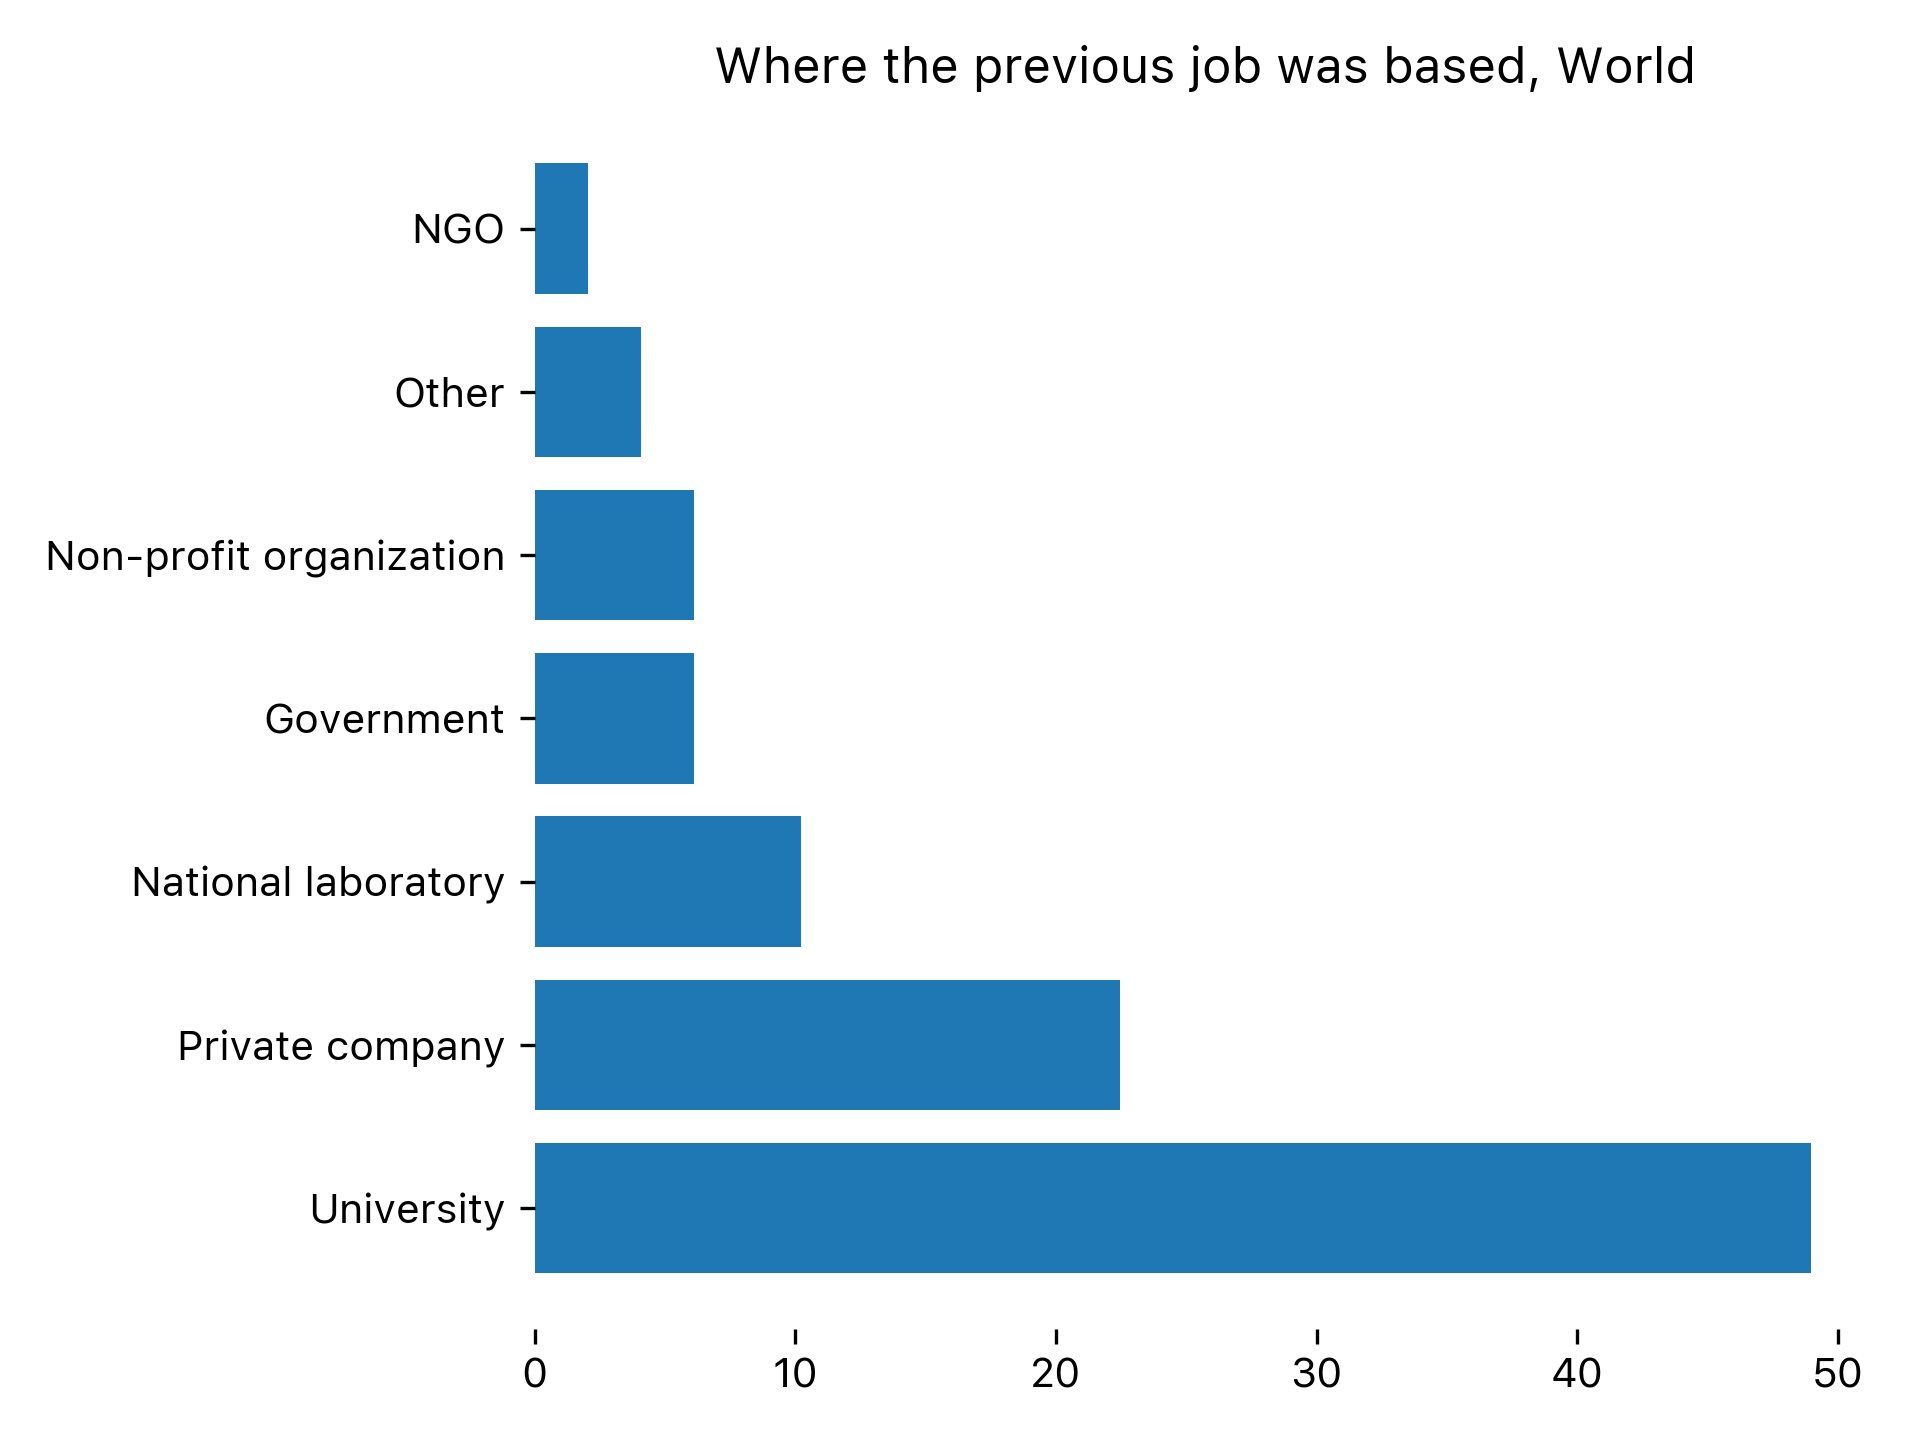 Where the previous job was based, World
NGO
Other
Non-profit organization
Government
National laboratory
Private company
University
0 10 20 30 40 50